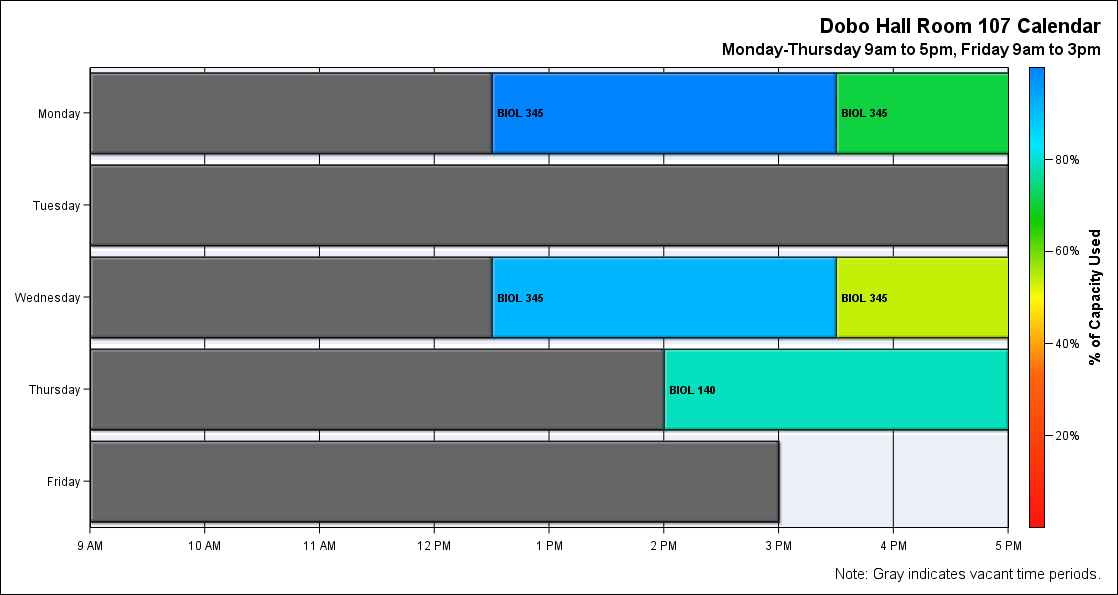 Dobo Hall Room 107 Calendar
Monday-Thursday 9am to 5pm, Friday 9am to 3pm
Monday
BIOL 345
BIOL 345
80%
Tuesday
60%
% of Capacity Used
Wednesday
BIOL 345
BIOL 345
40%
Thursday
BIOL 140
20%
Friday
9 AM 10 AM 11 AM 12 PM 1 PM 2 PM 3 PM 4 PM 5 PM
Note: Gray indicates vacant time periods.